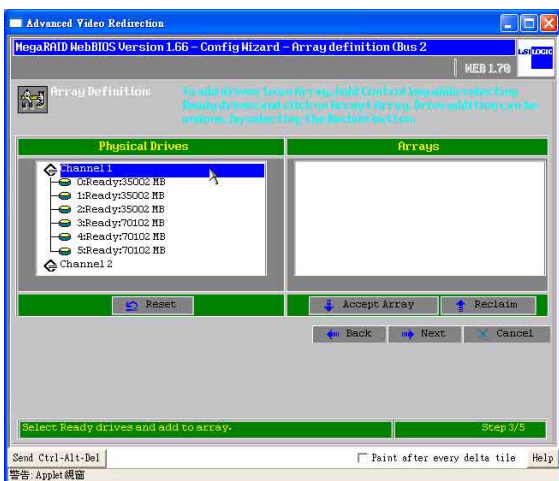 Advanced Video Redirection
MegaRAID WebBIOS Version 1.66 - Config Wizard - Array definition (Bus 2
LSI LOGIC
WEB 1.70
Array Definition:
To add drives to an Array, hold Control key while selecting
Ready drives and click on Accept Array. Drive addition can be
undone, by selecting the Reclaim button.
Physical Drives
Arrays
Channel 1
0:Ready:35002 MB
1:Ready:35002 MB
2:Ready:35002 MB
3:Ready:70102 MB
4:Ready:70102 MB
5:Ready:70102 MB
Channel 2
Reset
Accept Array
Reclaim
Back
Next
Cancel
Select Ready drives and add to array.
Step 3/5
Send Ctrl-Alt-Del
Paint after every delta tile
Help
警告: Applet 視窗